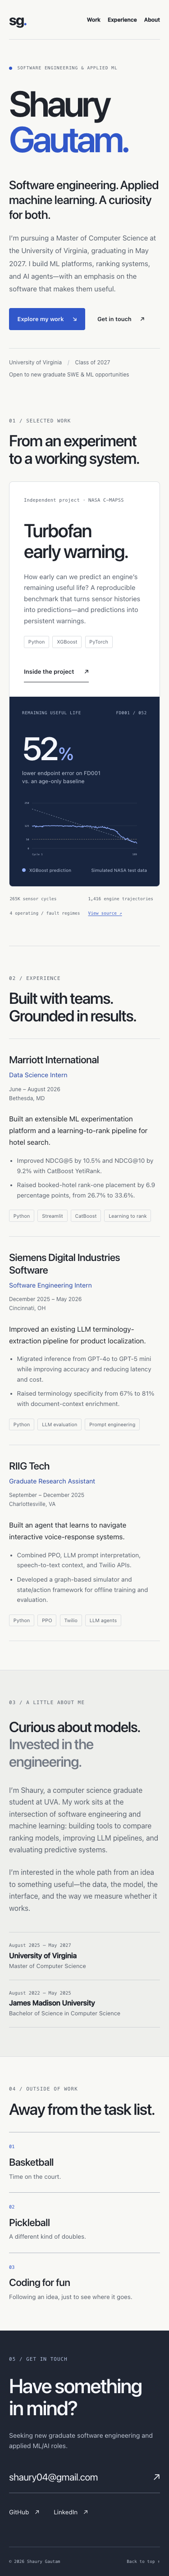 sg.
Work Experience About
SOFTWARE ENGINEERING & APPLIED ML
Shaury
Gautam.
Software engineering. Applied
machine learning. A curiosity
for both.
I'm pursuing a Master of Computer Science at
the University of Virginia, graduating in May
2027. I build ML platforms, ranking systems,
and AI agents—with an emphasis on the
software that makes them useful.
Explore my work ↘ Get in touch ↗
University of Virginia / Class of 2027
Open to new graduate SWE & ML opportunities
01 / SELECTED WORK
From an experiment
to a working system.
Independent project · NASA C-MAPSS
Turbofan
early warning.
How early can we predict an engine's
remaining useful life? A reproducible
benchmark that turns sensor histories
into predictions—and predictions into
persistent warnings.
Python XGBoost PyTorch
Inside the project ↗
REMAINING USEFUL LIFE FD001 / 052
52%
lower endpoint error on FD001
vs. an age-only baseline
XGBoost prediction Simulated NASA test data
265K sensor cycles 1,416 engine trajectories
4 operating / fault regimes View source ↗
02 / EXPERIENCE
Built with teams.
Grounded in results.
Marriott International
Data Science Intern
June – August 2026
Bethesda, MD
Built an extensible ML experimentation
platform and a learning-to-rank pipeline for
hotel search.
• Improved NDCG@5 by 10.5% and NDCG@10 by
9.2% with CatBoost YetiRank.
• Raised booked-hotel rank-one placement by 6.9
percentage points, from 26.7% to 33.6%.
Python Streamlit CatBoost Learning to rank
Siemens Digital Industries
Software
Software Engineering Intern
December 2025 – May 2026
Cincinnati, OH
Improved an existing LLM terminology-
extraction pipeline for product localization.
• Migrated inference from GPT-4o to GPT-5 mini
while improving accuracy and reducing latency
and cost.
• Raised terminology specificity from 67% to 81%
with document-context enrichment.
Python LLM evaluation Prompt engineering
RIIG Tech
Graduate Research Assistant
September – December 2025
Charlottesville, VA
Built an agent that learns to navigate
interactive voice-response systems.
• Combined PPO, LLM prompt interpretation,
speech-to-text context, and Twilio APIs.
• Developed a graph-based simulator and
state/action framework for offline training and
evaluation.
Python PPO Twilio LLM agents
03 / A LITTLE ABOUT ME
Curious about models.
Invested in the
engineering.
I'm Shaury, a computer science graduate
student at UVA. My work sits at the
intersection of software engineering and
machine learning: building tools to compare
ranking models, improving LLM pipelines, and
evaluating predictive systems.
I'm interested in the whole path from an idea
to something useful—the data, the model, the
interface, and the way we measure whether it
works.
August 2025 — May 2027
University of Virginia
Master of Computer Science
August 2022 — May 2025
James Madison University
Bachelor of Science in Computer Science
04 / OUTSIDE OF WORK
Away from the task list.
01
Basketball
Time on the court.
02
Pickleball
A different kind of doubles.
03
Coding for fun
Following an idea, just to see where it goes.
05 / GET IN TOUCH
Have something
in mind?
Seeking new graduate software engineering and
applied ML/AI roles.
shaury04@gmail.com ↗
GitHub ↗ LinkedIn ↗
© 2026 Shaury Gautam Back to top ↑